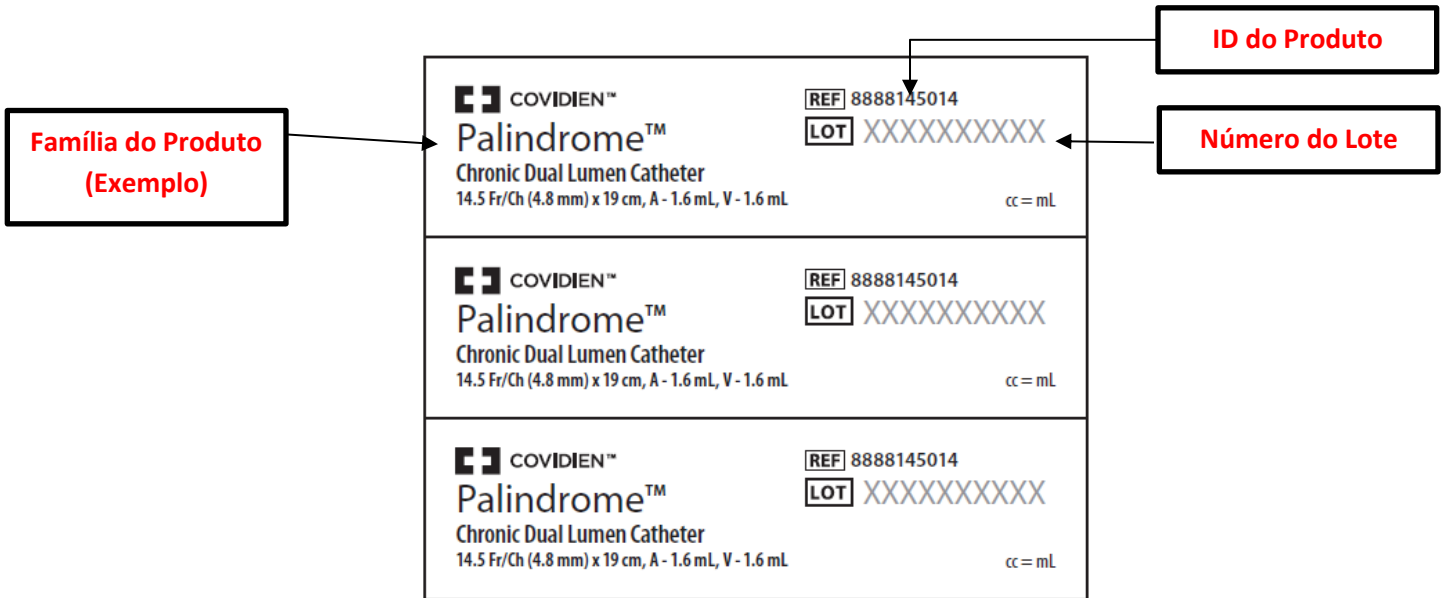 ID do Produto
Família do Produto
(Exemplo)
Número do Lote
COVIDIEN™
REF 8888145014
Palindrome™
LOT XXXXXXXXXX
Chronic Dual Lumen Catheter
14.5 Fr/Ch (4.8 mm) x 19 cm, A - 1.6 mL, V - 1.6 mL
cc = mL
COVIDIEN™
REF 8888145014
Palindrome™
LOT XXXXXXXXXX
Chronic Dual Lumen Catheter
14.5 Fr/Ch (4.8 mm) x 19 cm, A - 1.6 mL, V - 1.6 mL
cc = mL
COVIDIEN™
REF 8888145014
Palindrome™
LOT XXXXXXXXXX
Chronic Dual Lumen Catheter
14.5 Fr/Ch (4.8 mm) x 19 cm, A - 1.6 mL, V - 1.6 mL
cc = mL